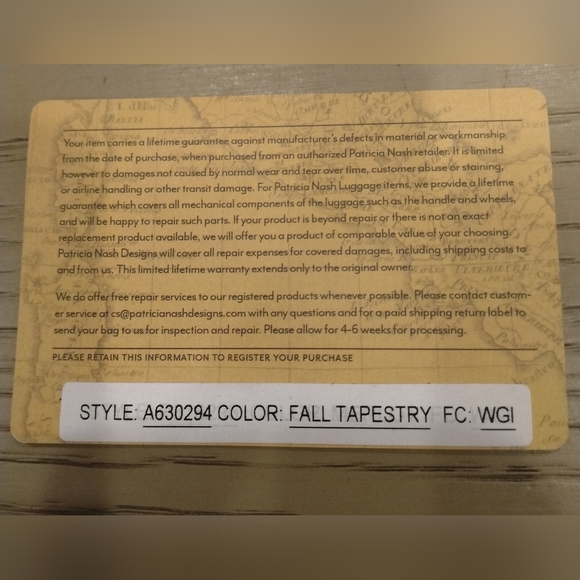 Your item carries a lifetime guarantee against manufacturer's defects in material or workmanship
from the date of purchase, when purchased from an authorized Patricia Nash retailer. It is limited
however to damages not caused by normal wear and tear over time, customer abuse or staining,
or airline handling or other transit damage. For Patricia Nash Luggage items, we provide a lifetime
guarantee which covers all mechanical components of the luggage such as the handle and wheels,
and will be happy to repair such parts. If your product is beyond repair or there is not an exact
replacement product available, we will offer you a product of comparable value of your choosing.
Patricia Nash Designs will cover all repair expenses for covered damages, including shipping costs to
and from us. This limited lifetime warranty extends only to the original owner.
We do offer free repair services to our registered products whenever possible. Please contact custom-
er service at cs@patricianashdesigns.com with any questions and for a paid shipping return label to
send your bag to us for inspection and repair. Please allow for 4-6 weeks for processing.
PLEASE RETAIN THIS INFORMATION TO REGISTER YOUR PURCHASE
STYLE: A630294 COLOR: FALL TAPESTRY FC: WGI